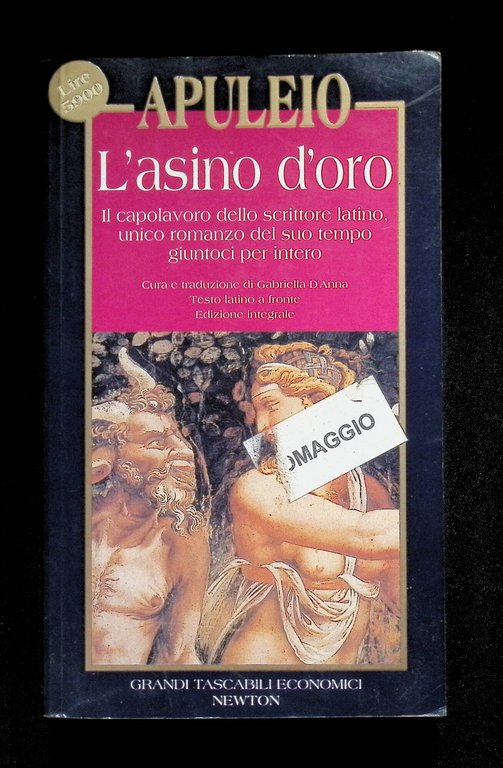 Lire
5900
APULEIO
L'asino d'oro
Il capolavoro dello scrittore latino,
unico romanzo del suo tempo
giuntoci per intero
Cura e traduzione di Gabriella D'Anna
Testo latino a fronte
Edizione integrale
OMAGGIO
GRANDI TASCABILI ECONOMICI
NEWTON